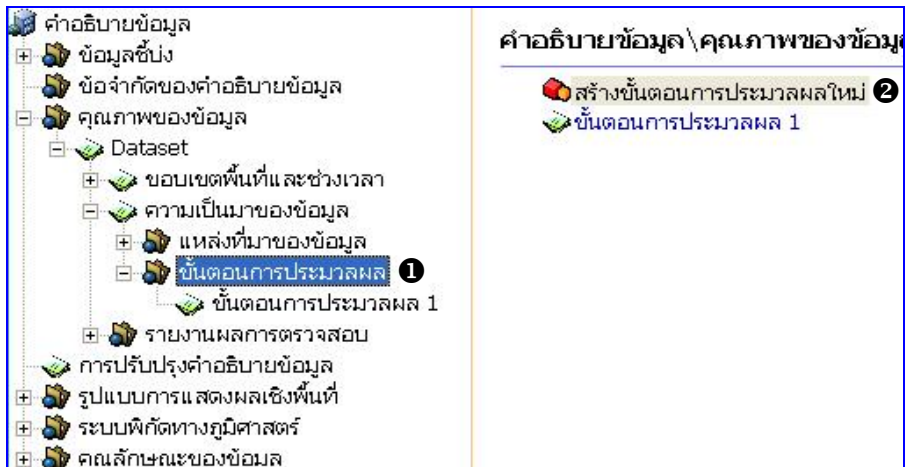 คำอธิบายข้อมูล
ข้อมูลชี้บ่ง
ข้อจำกัดของคำอธิบายข้อมูล
คุณภาพของข้อมูล
Dataset
ขอบเขตพื้นที่และช่วงเวลา
ความเป็นมาของข้อมูล
แหล่งที่มาของข้อมูล
ขั้นตอนการประมวลผล ❶
ขั้นตอนการประมวลผล 1
รายงานผลการตรวจสอบ
การปรับปรุงคำอธิบายข้อมูล
รูปแบบการแสดงผลเชิงพื้นที่
ระบบพิกัดทางภูมิศาสตร์
คุณลักษณะของข้อมูล
คำอธิบายข้อมูล\คุณภาพของข้อมู
สร้างขั้นตอนการประมวลผลใหม่ ❷
ขั้นตอนการประมวลผล 1